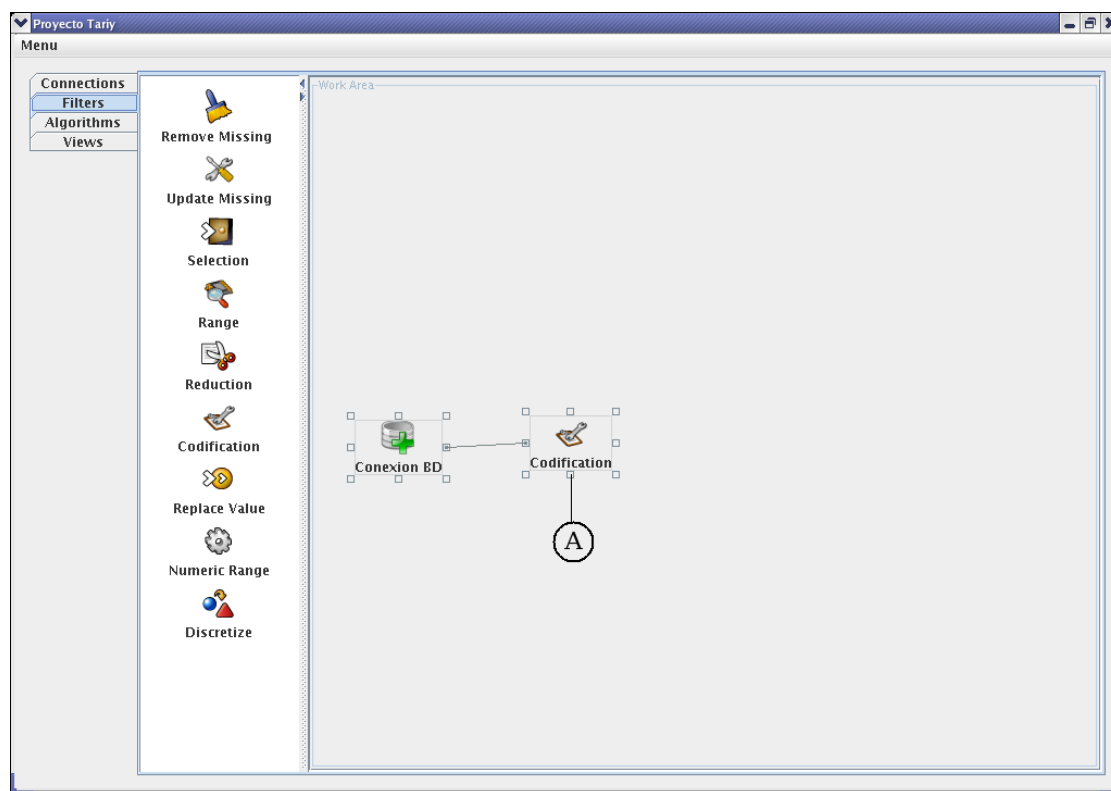 Proyecto Tariy
Menu
Connections
Filters
Algorithms
Views
Remove Missing
Update Missing
Selection
Range
Reduction
Codification
Replace Value
Numeric Range
Discretize
Work Area
Conexion BD
Codification
A